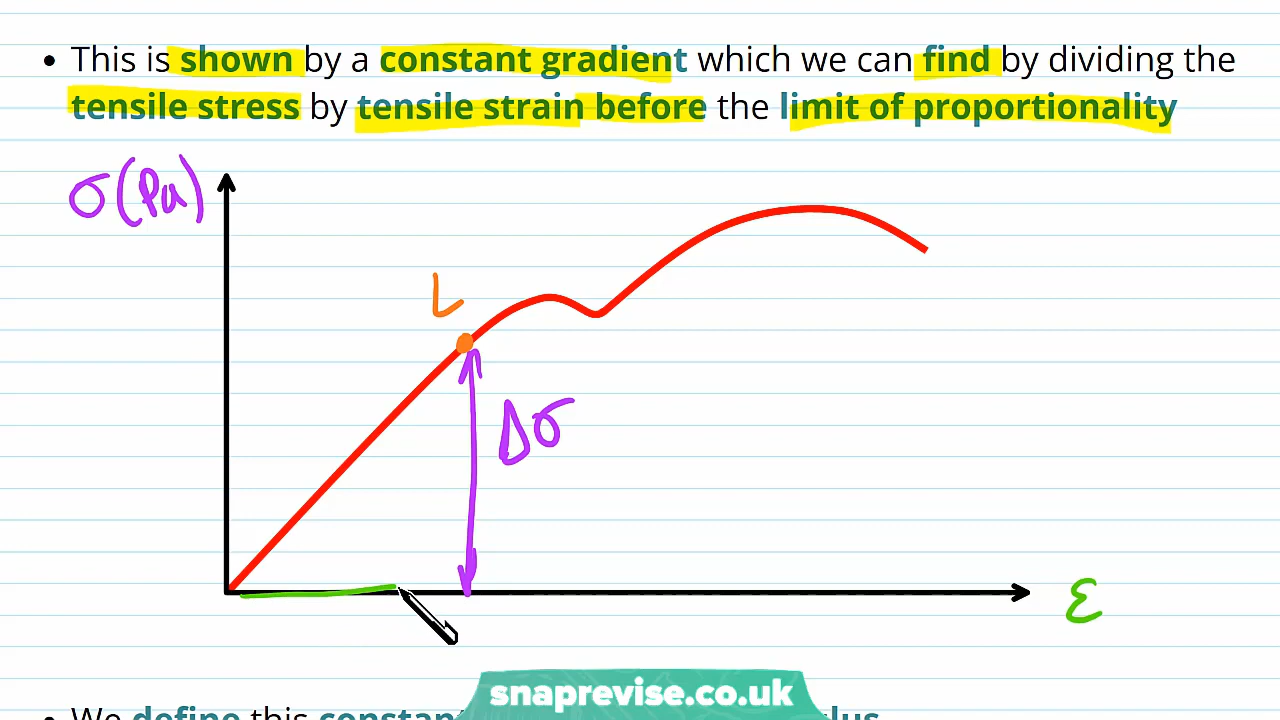 • This is shown by a constant gradient which we can find by dividing the
tensile stress by tensile strain before the limit of proportionality
σ(Pa)
L
Δσ
ε
snaprevise.co.uk
• We define this constant